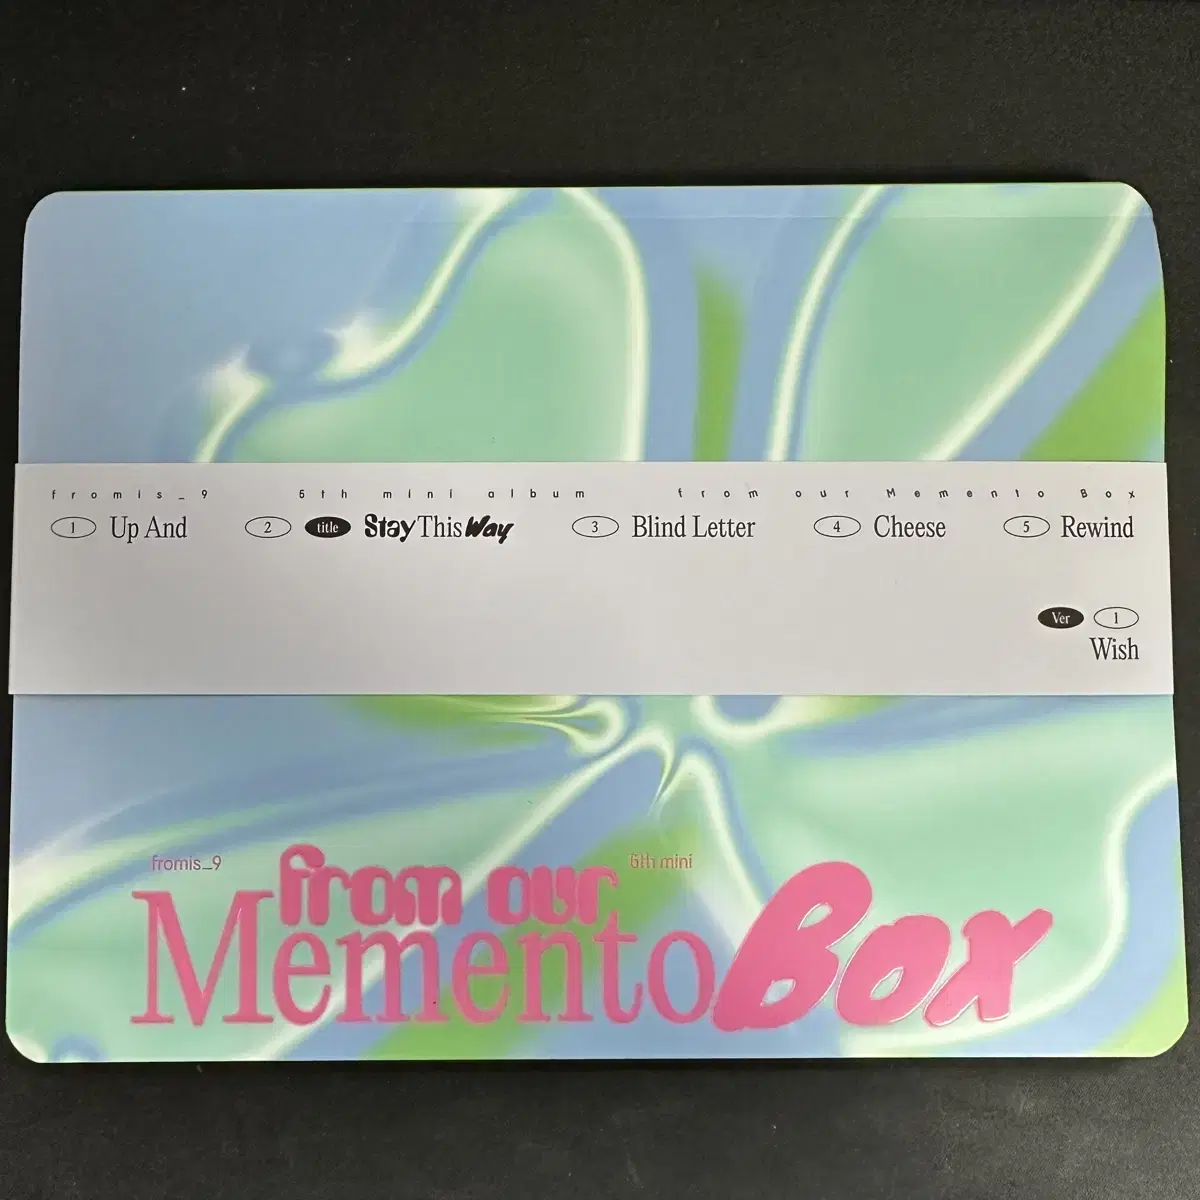 fromis_9 5th mini album from our Memento Box
1 Up And 2 title Stay This Way 3 Blind Letter 4 Cheese 5 Rewind
Ver 1
Wish
fromis_9 from our 5th mini
Memento Box